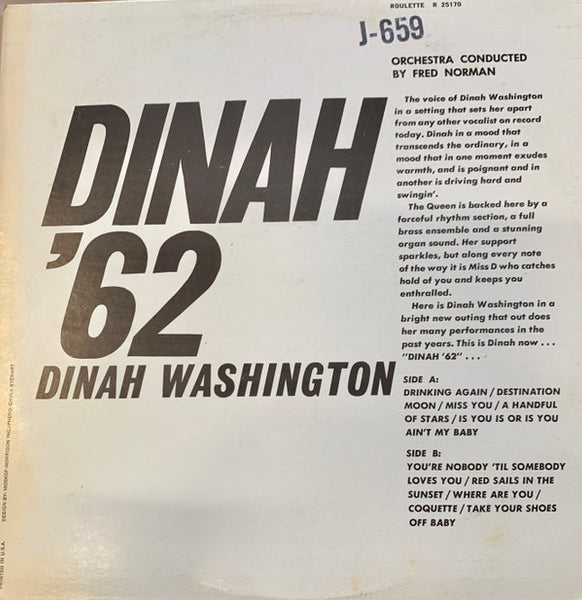 ROULETTE R 25170
J-659
ORCHESTRA CONDUCTED
BY FRED NORMAN
DINAH
'62
DINAH WASHINGTON
The voice of Dinah Washington
in a setting that sets her apart
from any other vocalist on record
today. Dinah in a mood that
transcends the ordinary, in a
mood that in one moment exudes
warmth, and is poignant and in
another is driving hard and
swingin'.
The Queen is backed here by a
forceful rhythm section, a full
brass ensemble and a stunning
organ sound. Her support
sparkles, but along every note
of the way it is Miss D who catches
hold of you and keeps you
enthralled.
Here is Dinah Washington in a
bright new outing that out does
her many performances in the
past years. This is Dinah now . . .
"DINAH '62" . . .
SIDE A:
DRINKING AGAIN / DESTINATION
MOON / MISS YOU / A HANDFUL
OF STARS / IS YOU IS OR IS YOU
AIN'T MY BABY
SIDE B:
YOU'RE NOBODY 'TIL SOMEBODY
LOVES YOU / RED SAILS IN THE
SUNSET / WHERE ARE YOU /
COQUETTE / TAKE YOUR SHOES
OFF BABY
PRINTED IN U.S.A.
DESIGN BY: MOSKOF-MORRISON INC./PHOTO: CHUCK STEWART